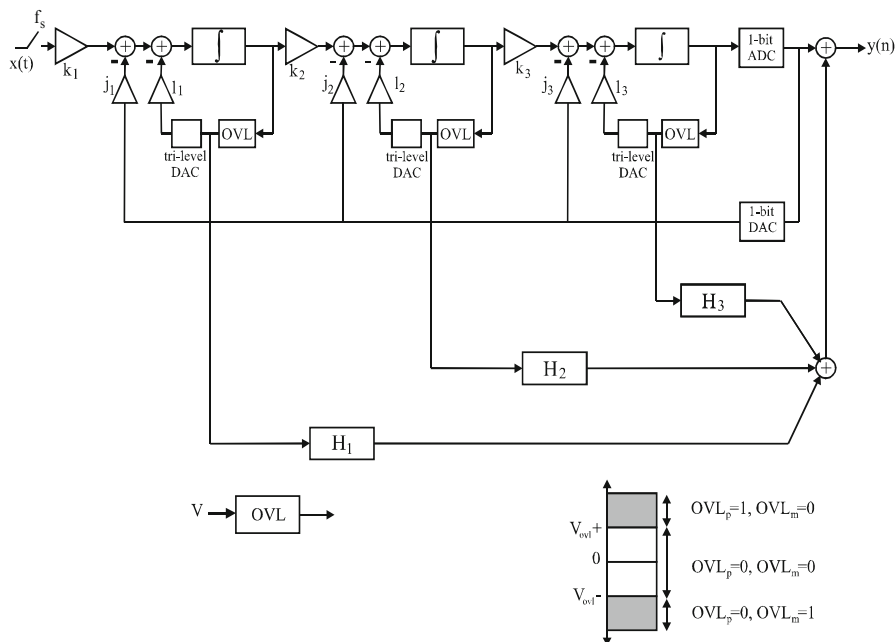 f_s
x(t)
k_1
+
+
∫
k_2
+
+
∫
k_3
+
+
∫
1-bit
ADC
+
y(n)
-
-
-
-
-
-
j_1
l_1
j_2
l_2
j_3
l_3
OVL
OVL
OVL
tri-level
DAC
tri-level
DAC
tri-level
DAC
1-bit
DAC
H_3
H_2
+
H_1
V
OVL
V_ovl+
0
V_ovl-
OVL_p=1, OVL_m=0
OVL_p=0, OVL_m=0
OVL_p=0, OVL_m=1